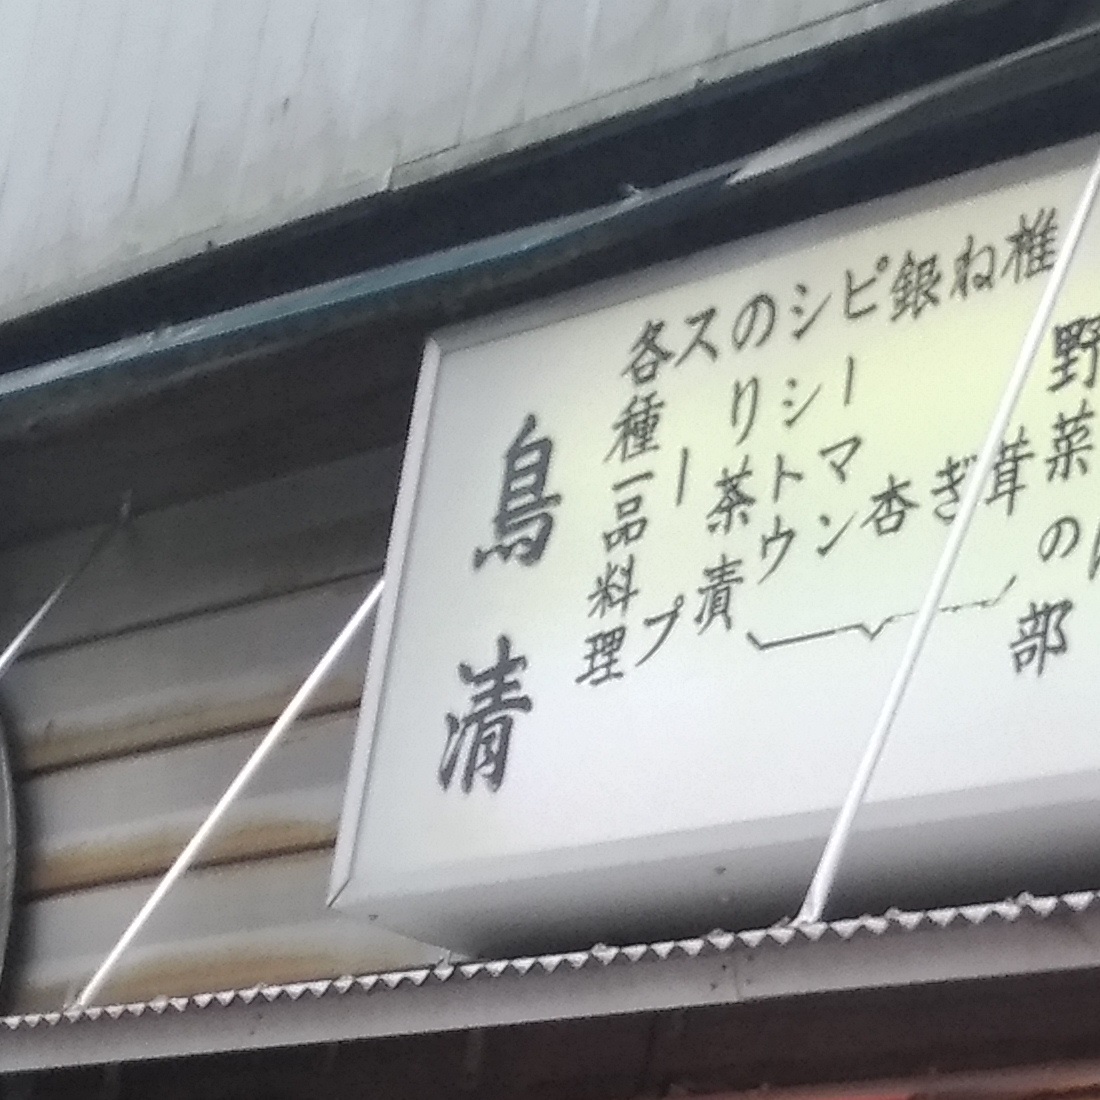 野菜の部
椎茸
ねぎ
銀杏
ピーマン
シシトウ
のり茶漬
スープ
各種一品料理
鳥清